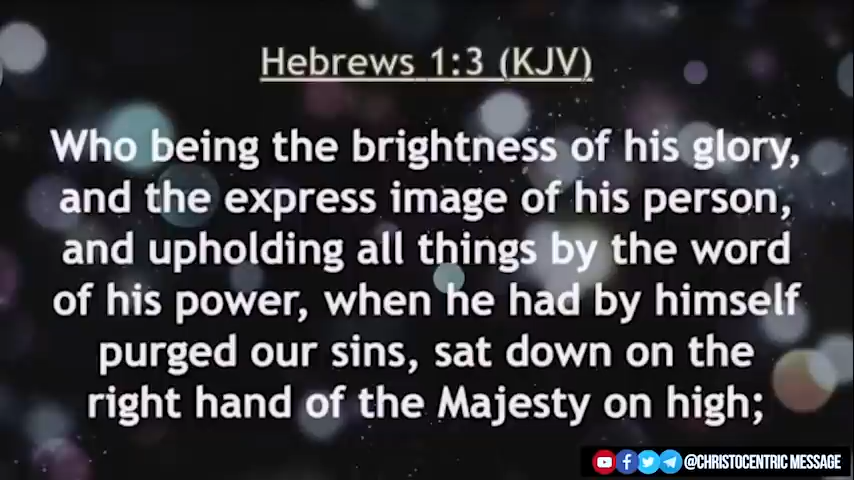 Hebrews 1:3 (KJV)
Who being the brightness of his glory,
and the express image of his person,
and upholding all things by the word
of his power, when he had by himself
purged our sins, sat down on the
right hand of the Majesty on high;
@CHRISTOCENTRIC MESSAGE